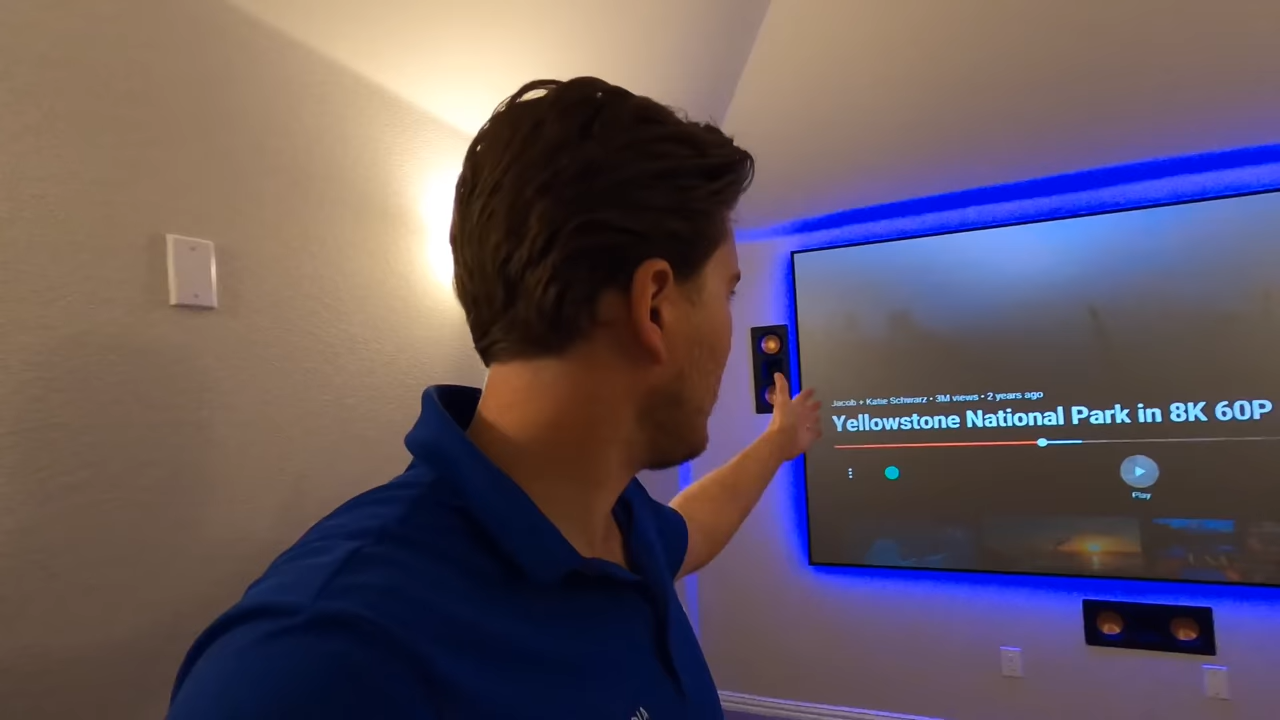 Jacob + Katie Schwarz • 3M views • 2 years ago
Yellowstone National Park in 8K 60P
Play